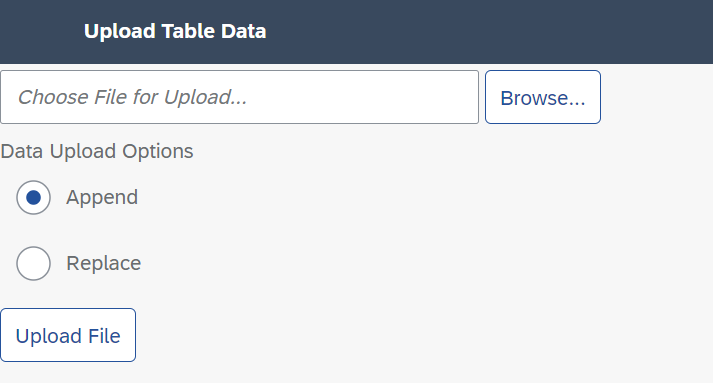 Upload Table Data
Choose File for Upload...
Browse...
Data Upload Options
Append
Replace
Upload File